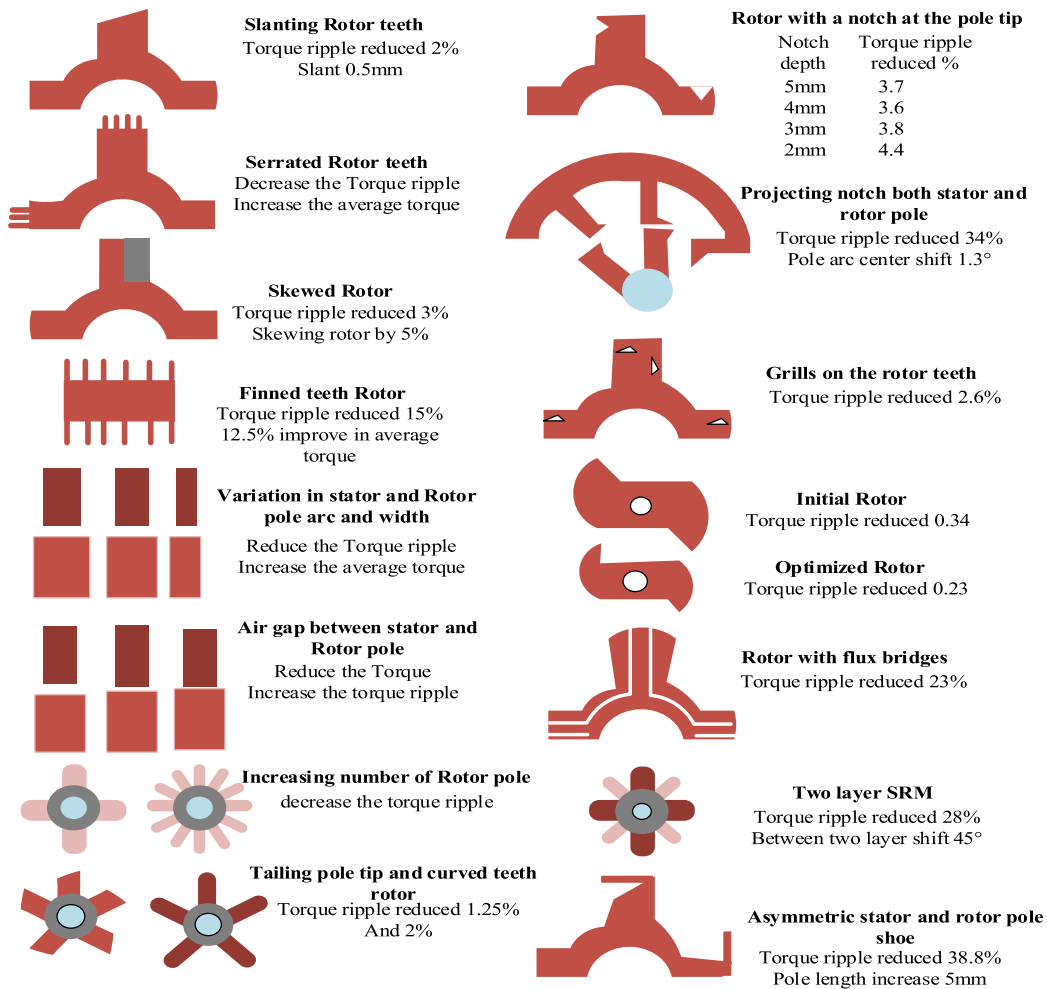 Slanting Rotor teeth
Torque ripple reduced 2%
Slant 0.5mm
Serrated Rotor teeth
Decrease the Torque ripple
Increase the average torque
Skewed Rotor
Torque ripple reduced 3%
Skewing rotor by 5%
Finned teeth Rotor
Torque ripple reduced 15%
12.5% improve in average
torque
Variation in stator and Rotor
pole arc and width
Reduce the Torque ripple
Increase the average torque
Air gap between stator and
Rotor pole
Reduce the Torque
Increase the torque ripple
Increasing number of Rotor pole
decrease the torque ripple
Tailing pole tip and curved teeth
rotor
Torque ripple reduced 1.25%
And 2%
Rotor with a notch at the pole tip
Notch Torque ripple
depth reduced %
5mm 3.7
4mm 3.6
3mm 3.8
2mm 4.4
Projecting notch both stator and
rotor pole
Torque ripple reduced 34%
Pole arc center shift 1.3°
Grills on the rotor teeth
Torque ripple reduced 2.6%
Initial Rotor
Torque ripple reduced 0.34
Optimized Rotor
Torque ripple reduced 0.23
Rotor with flux bridges
Torque ripple reduced 23%
Two layer SRM
Torque ripple reduced 28%
Between two layer shift 45°
Asymmetric stator and rotor pole
shoe
Torque ripple reduced 38.8%
Pole length increase 5mm